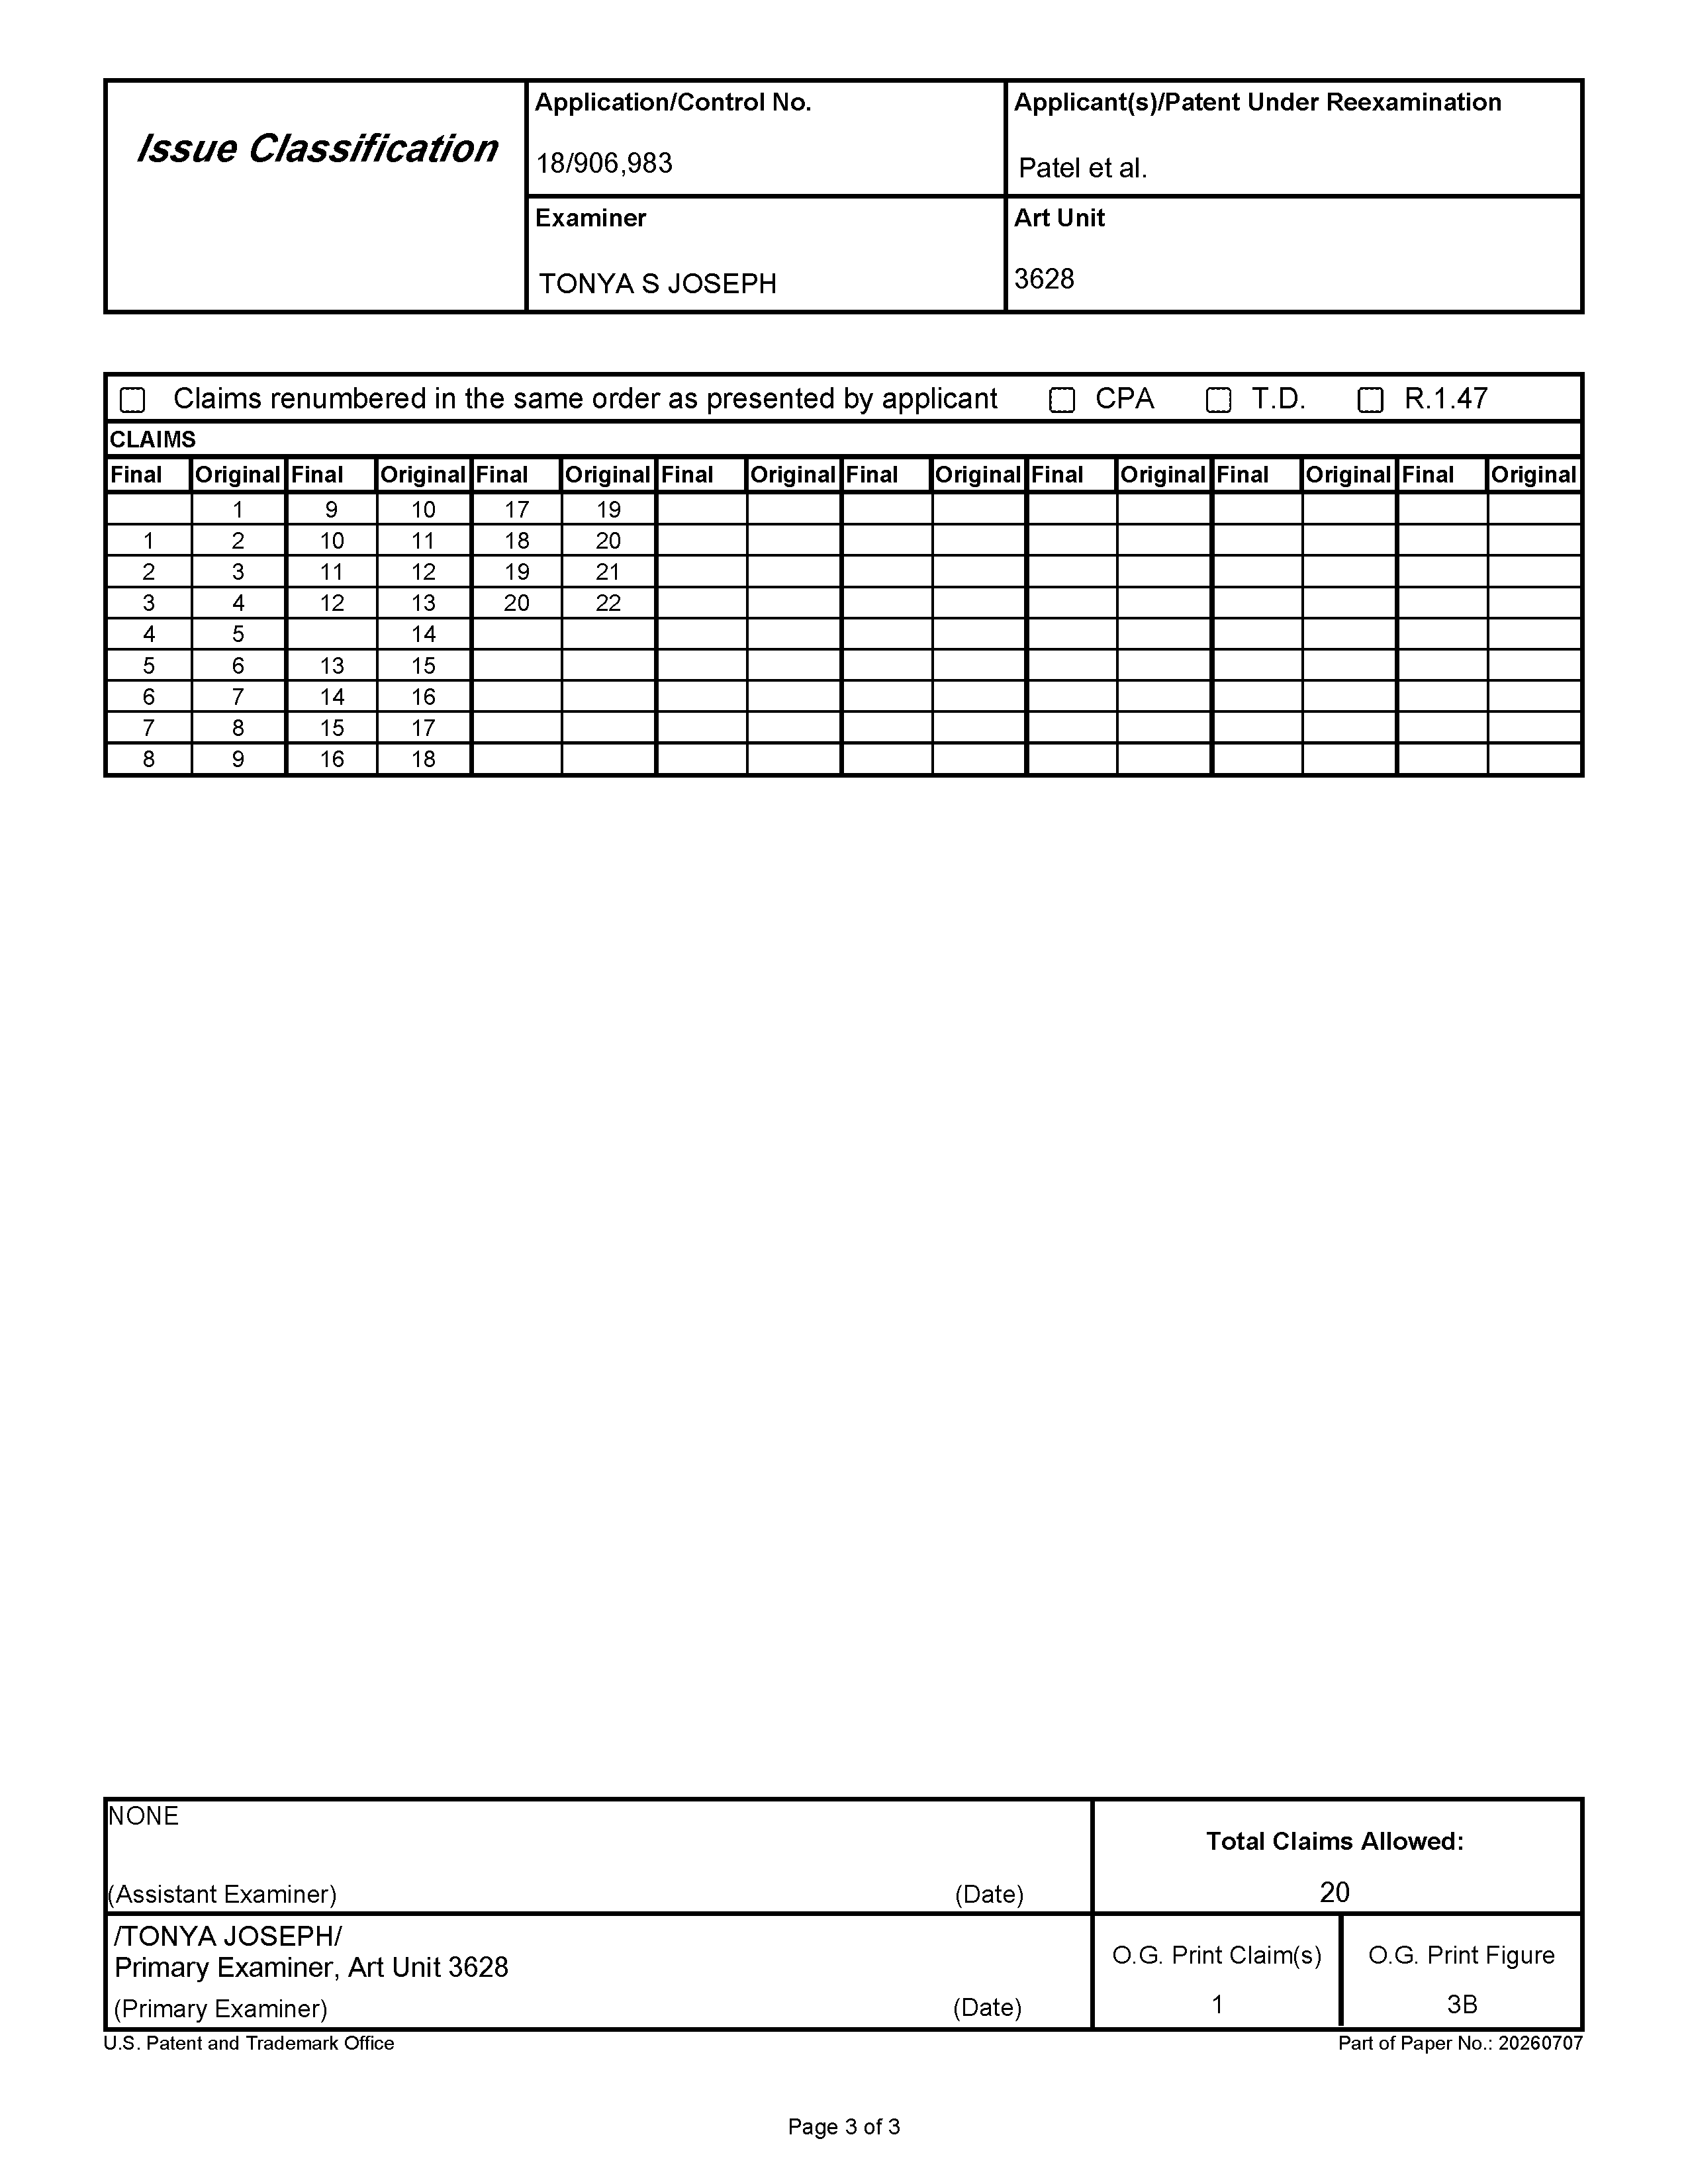 Issue Classification
Application/Control No.
18/906,983
Applicant(s)/Patent Under Reexamination
Patel et al.
Examiner
TONYA S JOSEPH
Art Unit
3628
Claims renumbered in the same order as presented by applicant CPA T.D. R.1.47
CLAIMS
Final Original Final Original Final Original Final Original Final Original Final Original Final Original Final Original
1 9 10 17 19
1 2 10 11 18 20
2 3 11 12 19 21
3 4 12 13 20 22
4 5 14
5 6 13 15
6 7 14 16
7 8 15 17
8 9 16 18
NONE
(Assistant Examiner) (Date)
Total Claims Allowed:
20
/TONYA JOSEPH/
Primary Examiner, Art Unit 3628
(Primary Examiner) (Date)
O.G. Print Claim(s)
1
O.G. Print Figure
3B
U.S. Patent and Trademark Office
Part of Paper No.: 20260707
Page 3 of 3